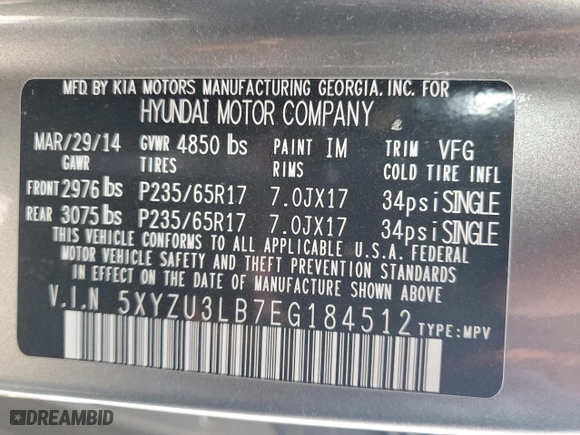 MFD. BY KIA MOTORS MANUFACTURING GEORGIA, INC. FOR
HYUNDAI MOTOR COMPANY
MAR/29/14 GVWR 4850 lbs PAINT IM TRIM VFG
GAWR TIRES RIMS COLD TIRE INFL
FRONT 2976 lbs P235/65R17 7.0JX17 34psi SINGLE
REAR 3075 lbs P235/65R17 7.0JX17 34psi SINGLE
THIS VEHICLE CONFORMS TO ALL APPLICABLE U.S.A. FEDERAL
MOTOR VEHICLE SAFETY AND THEFT PREVENTION STANDARDS
IN EFFECT ON THE DATE OF MANUFACTURE SHOWN ABOVE.
V.I.N 5XYZU3LB7EG184512 TYPE:MPV
DREAMBID